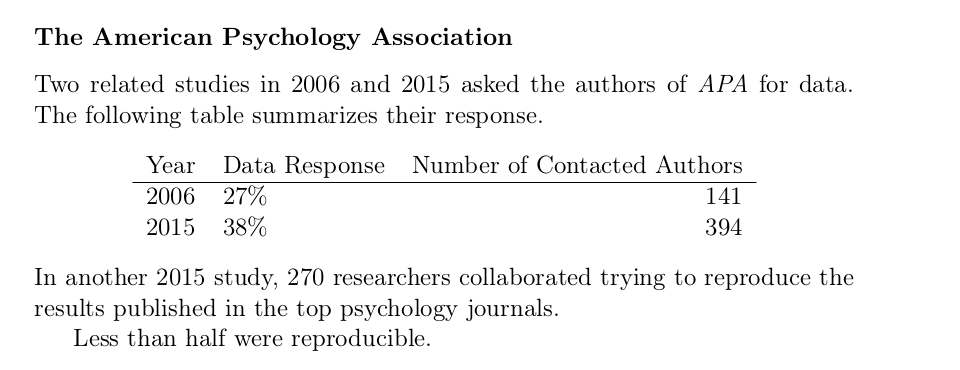 The American Psychology Association
Two related studies in 2006 and 2015 asked the authors of APA for data.
The following table summarizes their response.
Year Data Response Number of Contacted Authors
2006 27% 141
2015 38% 394
In another 2015 study, 270 researchers collaborated trying to reproduce the
results published in the top psychology journals.
Less than half were reproducible.